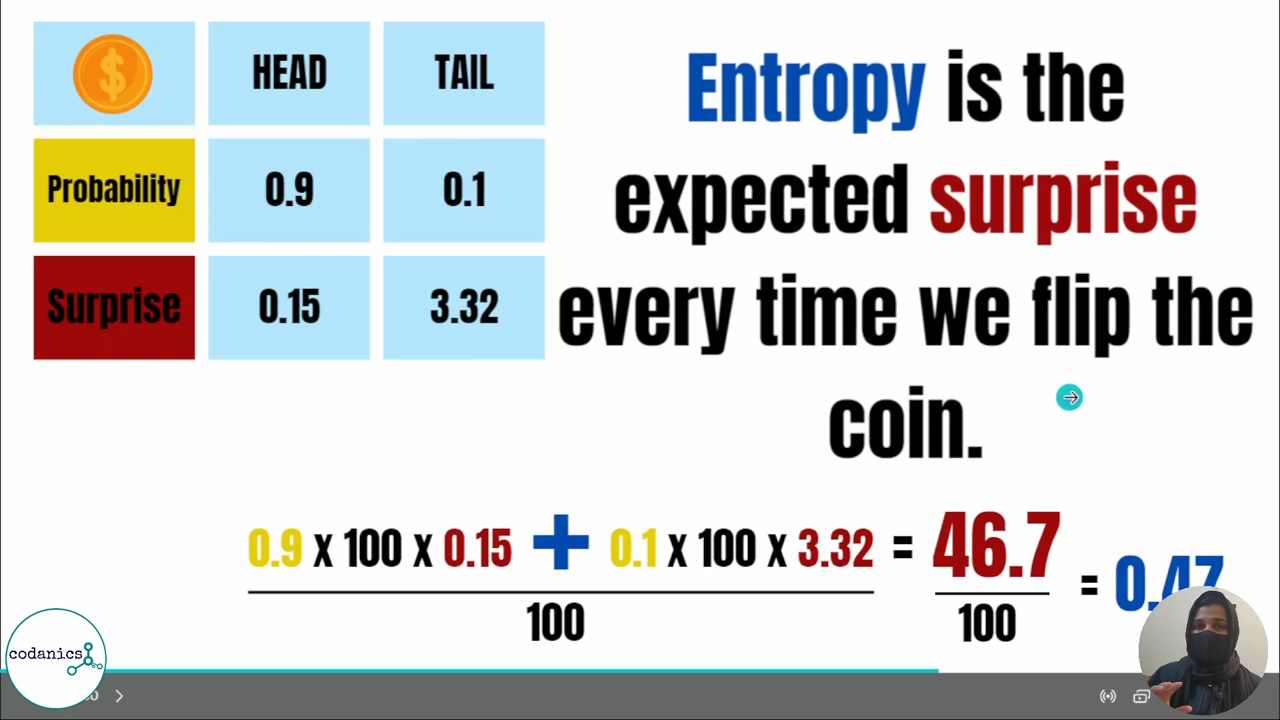 $ HEAD TAIL
Probability 0.9 0.1
Surprise 0.15 3.32
Entropy is the
expected surprise
every time we flip the
coin.
0.9 x 100 x 0.15 + 0.1 x 100 x 3.32 = 46.7
100
100
= 0.47
codanics